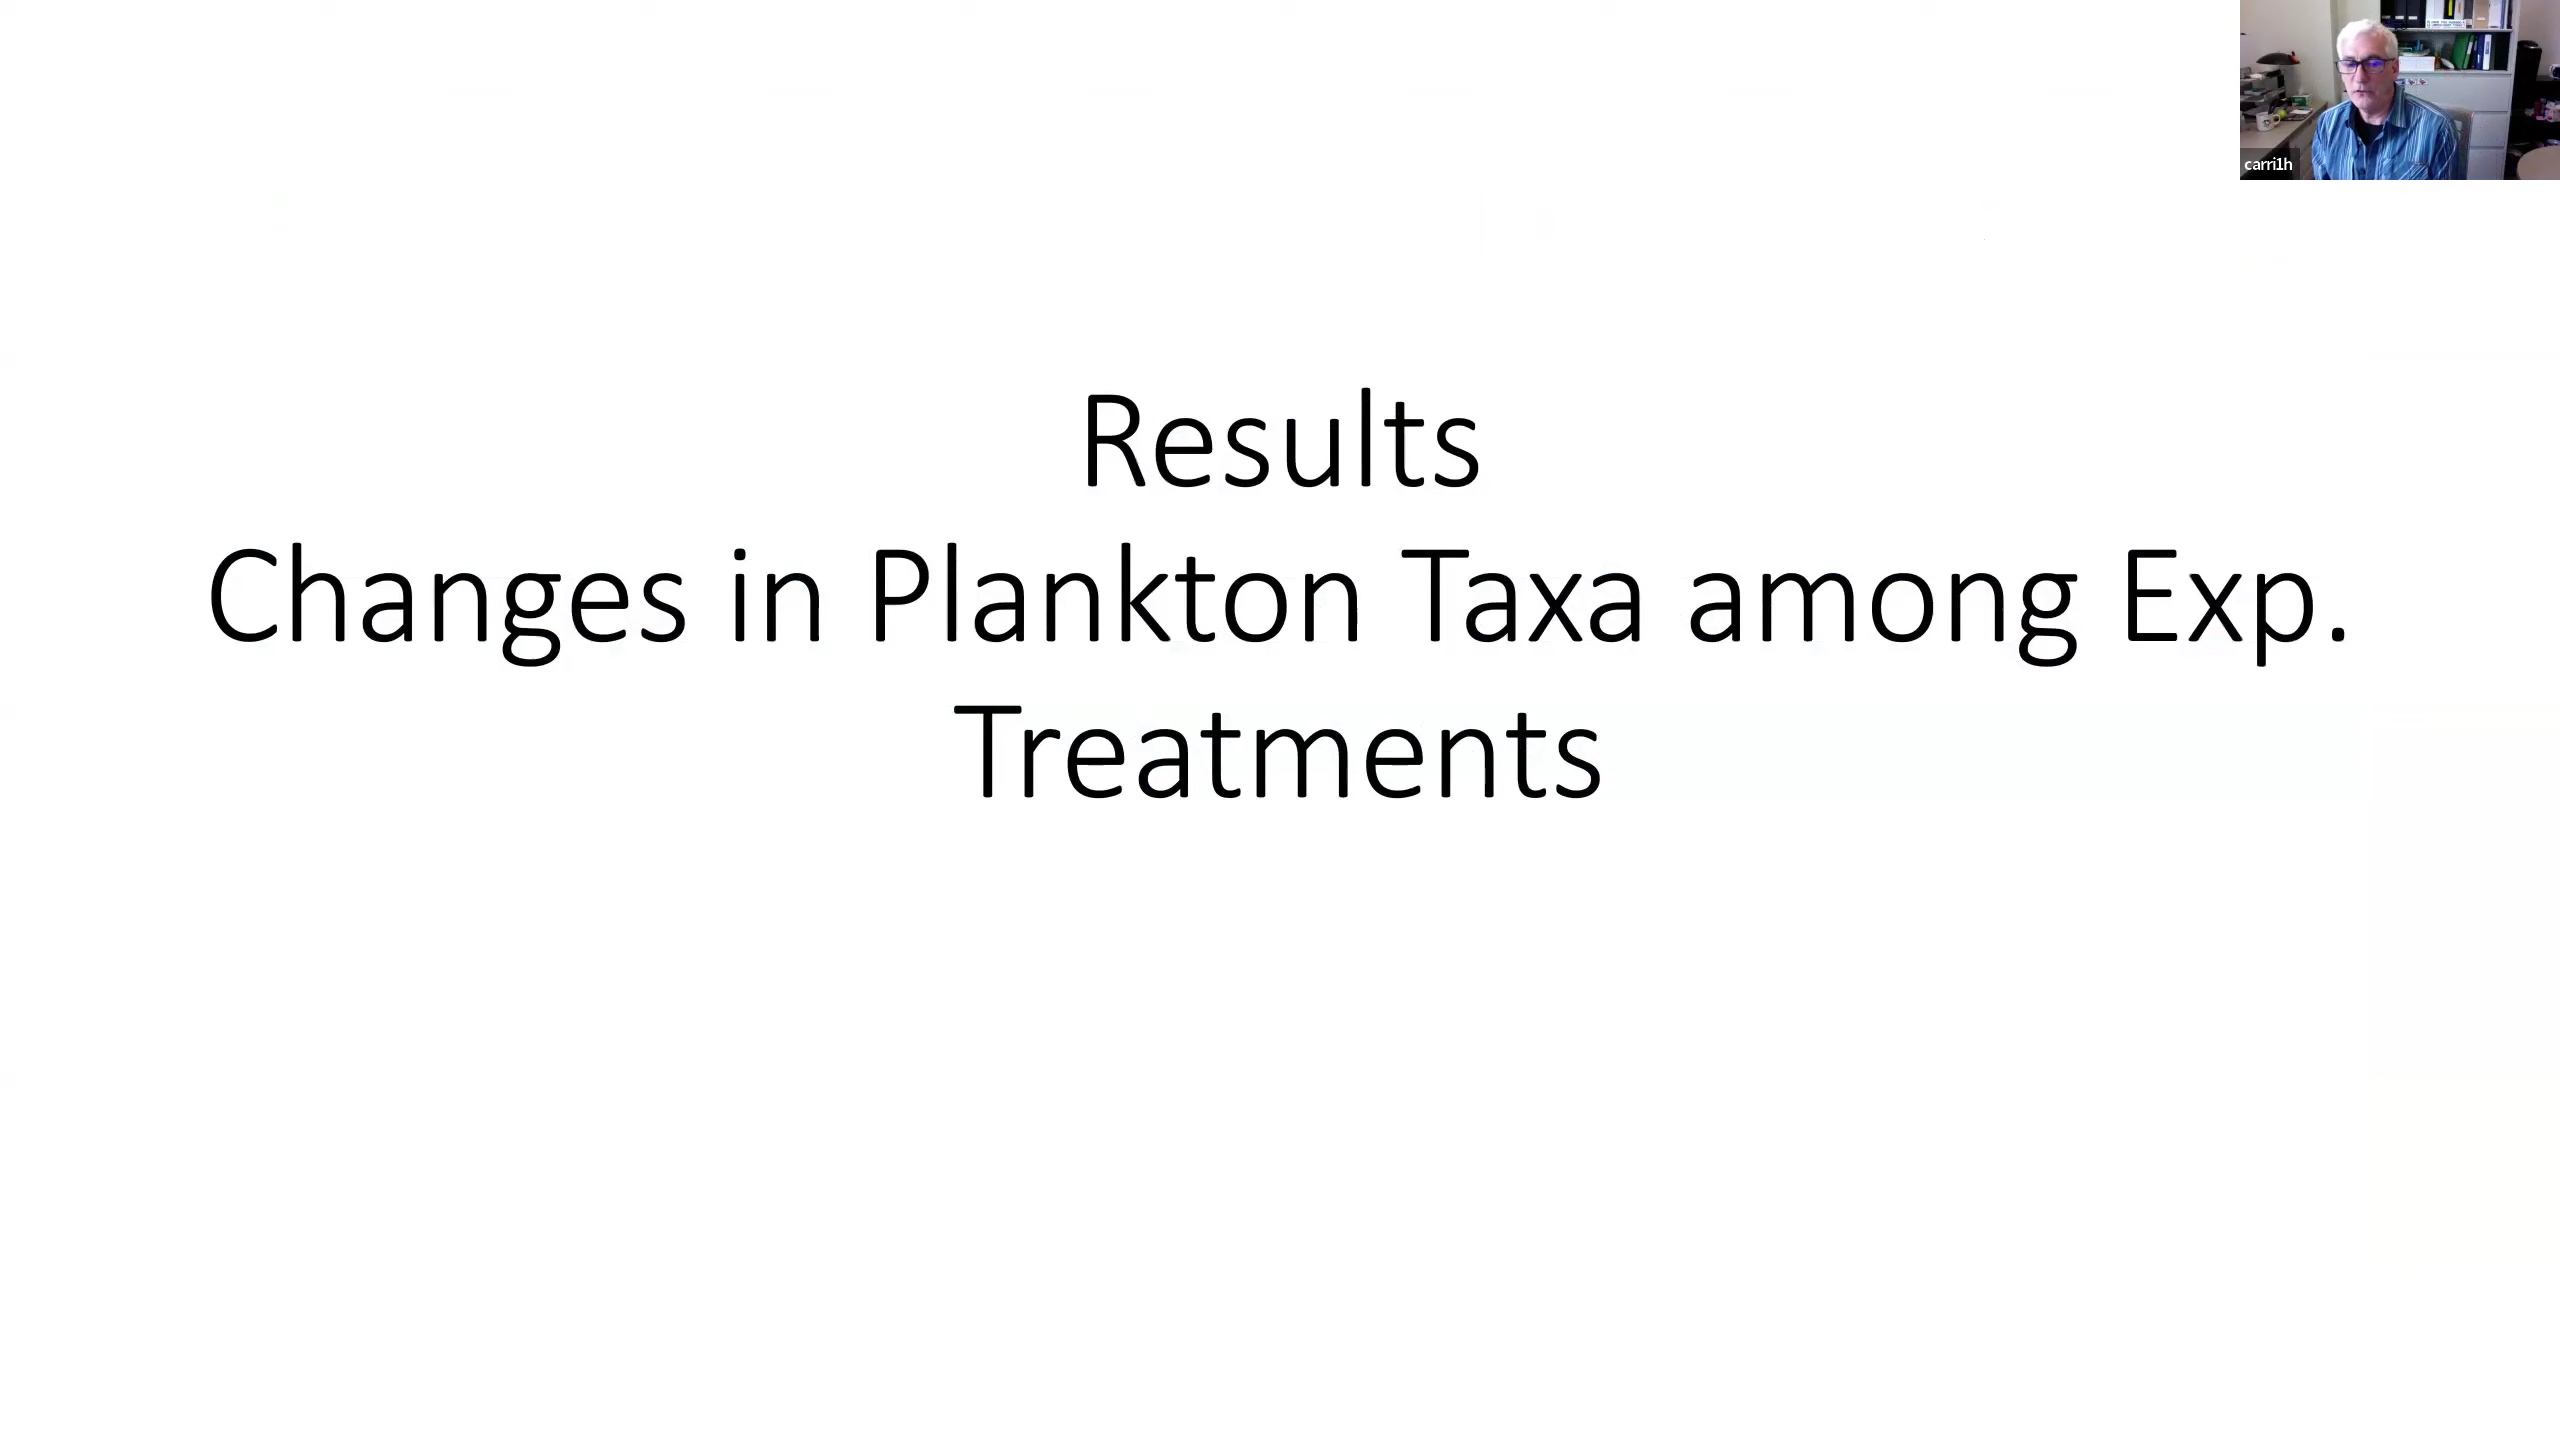 Results
Changes in Plankton Taxa among Exp.
Treatments
carri1h